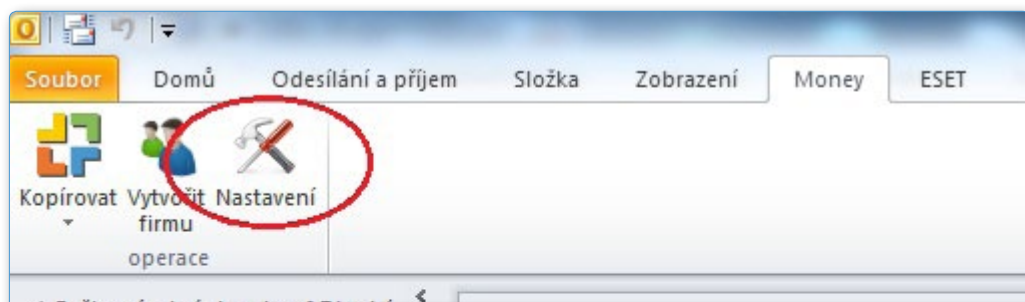 Soubor Domů Odesílání a příjem Složka Zobrazení Money ESET
Kopírovat Vytvořit Nastavení
firmu
operace